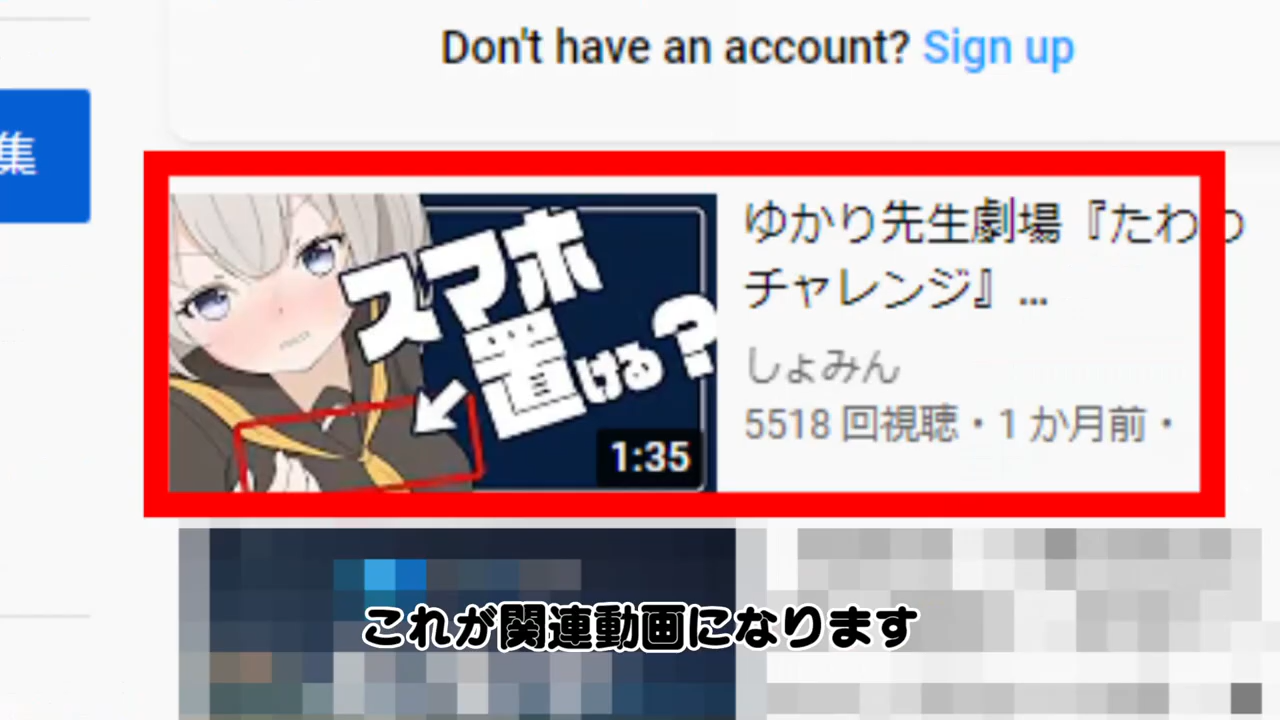 Don't have an account? Sign up
集
スマホ
置ける？
1:35
ゆかり先生劇場『たわわ
チャレンジ』...
しょみん
5518 回視聴・1 か月前・
これが関連動画になります